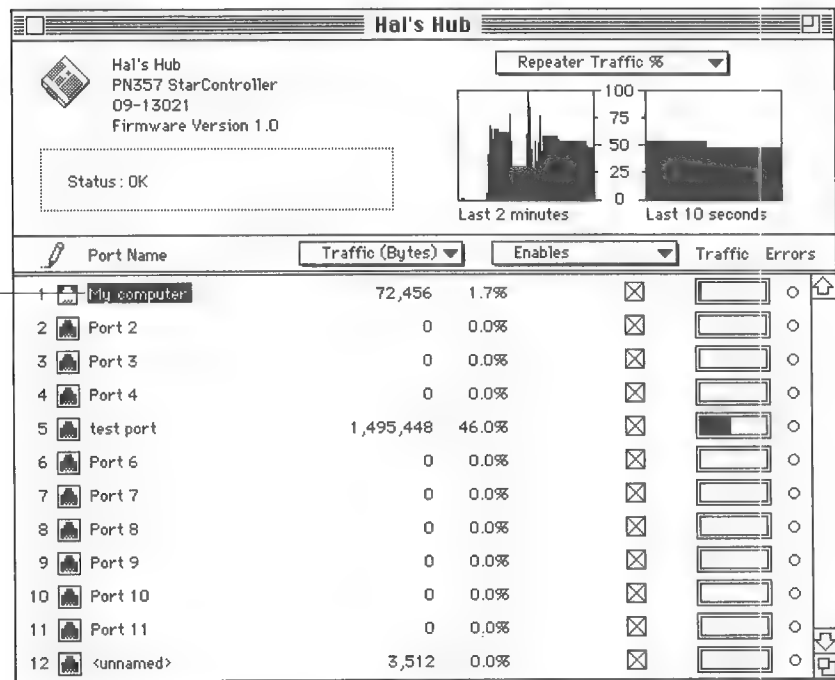 Hal's Hub
Hal's Hub
PN357 StarController
09-13021
Firmware Version 1.0
Status : OK
Repeater Traffic %
100
75
50
25
0
Last 2 minutes Last 10 seconds
Port Name Traffic (Bytes) Enables Traffic Errors
1 My computer 72,456 1.7%
2 Port 2 0 0.0%
3 Port 3 0 0.0%
4 Port 4 0 0.0%
5 test port 1,495,448 46.0%
6 Port 6 0 0.0%
7 Port 7 0 0.0%
8 Port 8 0 0.0%
9 Port 9 0 0.0%
10 Port 10 0 0.0%
11 Port 11 0 0.0%
12 <unnamed> 3,512 0.0%